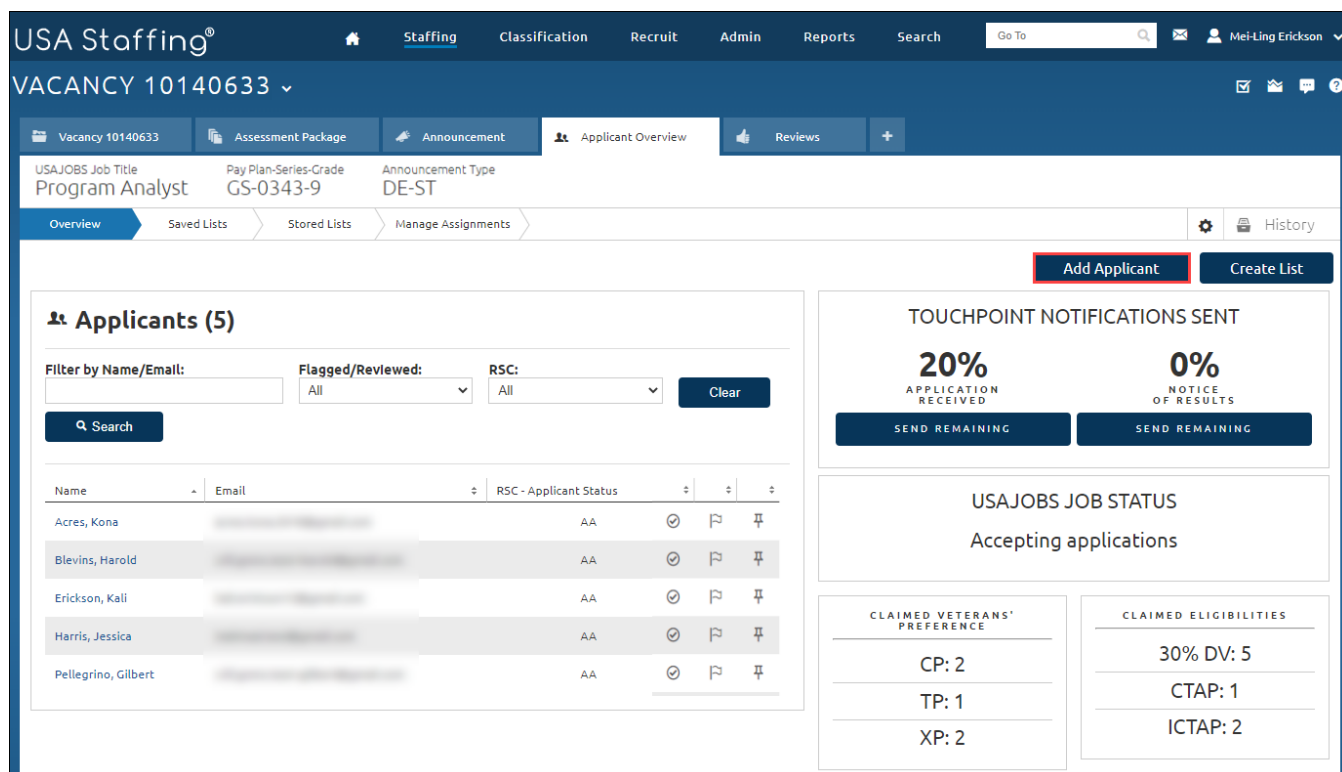 USA Staffing®
Staffing Classification Recruit Admin Reports Search Go To Mei-Ling Erickson
VACANCY 10140633
Vacancy 10140633 Assessment Package Announcement Applicant Overview Reviews +
USAJOBS Job Title Pay Plan-Series-Grade Announcement Type
Program Analyst GS-0343-9 DE-ST
Overview Saved Lists Stored Lists Manage Assignments History
Add Applicant Create List
Applicants (5)
Filter by Name/Email: Flagged/Reviewed: RSC:
All All Clear
Search
Name Email RSC - Applicant Status
Acres, Kona AA
Blevins, Harold AA
Erickson, Kali AA
Harris, Jessica AA
Pellegrino, Gilbert AA
TOUCHPOINT NOTIFICATIONS SENT
20% 0%
APPLICATION NOTICE
RECEIVED OF RESULTS
SEND REMAINING SEND REMAINING
USAJOBS JOB STATUS
Accepting applications
CLAIMED VETERANS'
PREFERENCE
CP: 2
TP: 1
XP: 2
CLAIMED ELIGIBILITIES
30% DV: 5
CTAP: 1
ICTAP: 2